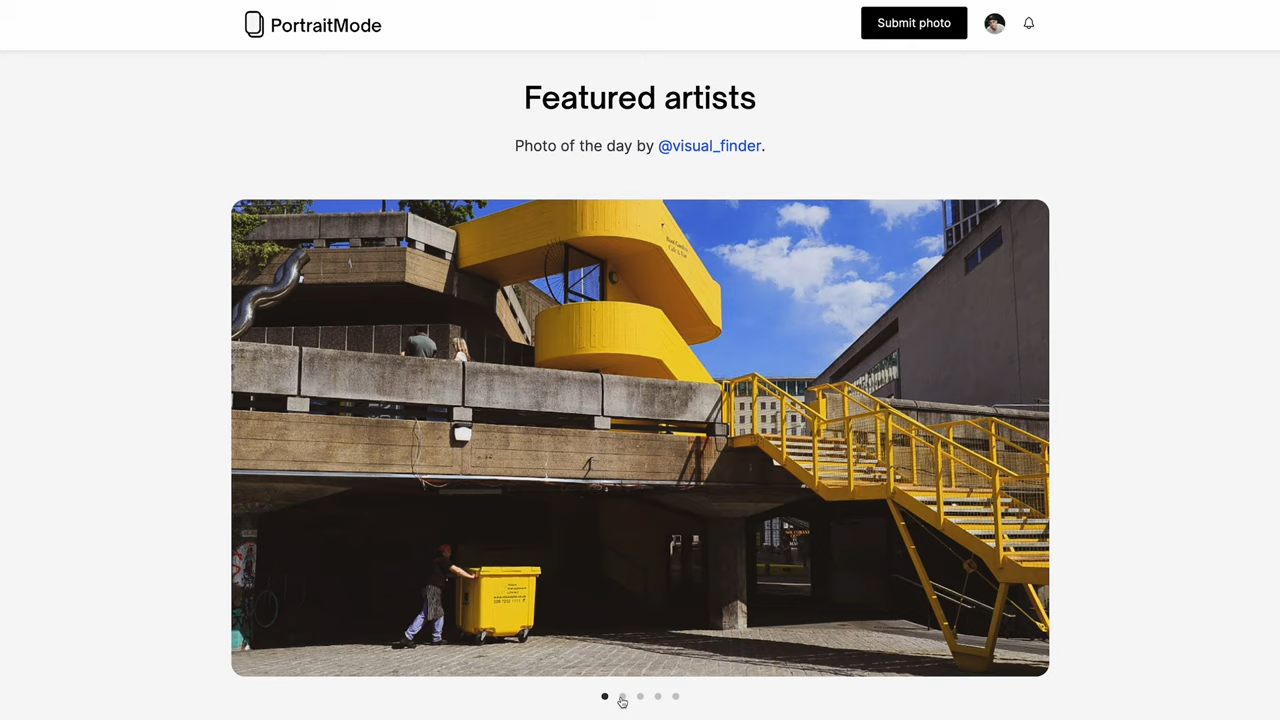 PortraitMode
Submit photo
Featured artists
Photo of the day by @visual_finder.